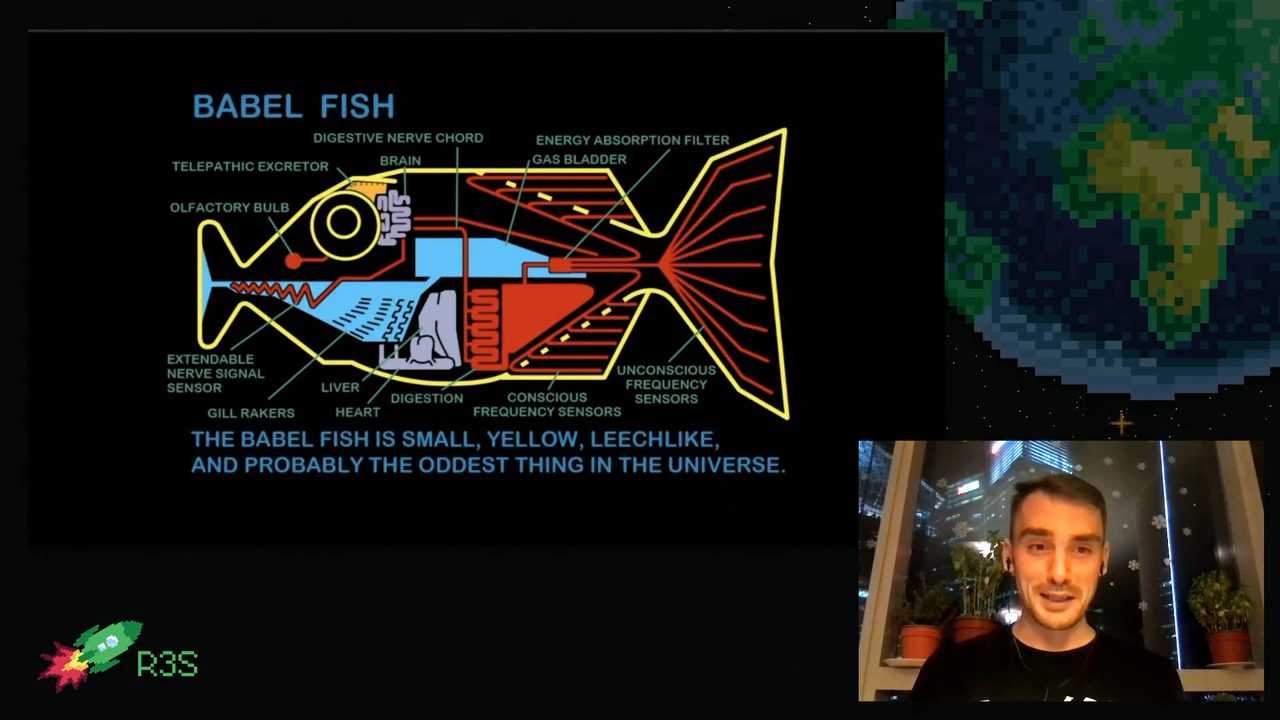 BABEL FISH
DIGESTIVE NERVE CHORD
ENERGY ABSORPTION FILTER
TELEPATHIC EXCRETOR
BRAIN
GAS BLADDER
OLFACTORY BULB
EXTENDABLE
NERVE SIGNAL
SENSOR
GILL RAKERS
LIVER
HEART
DIGESTION
CONSCIOUS
FREQUENCY SENSORS
UNCONSCIOUS
FREQUENCY
SENSORS
THE BABEL FISH IS SMALL, YELLOW, LEECHLIKE,
AND PROBABLY THE ODDEST THING IN THE UNIVERSE.
R3S